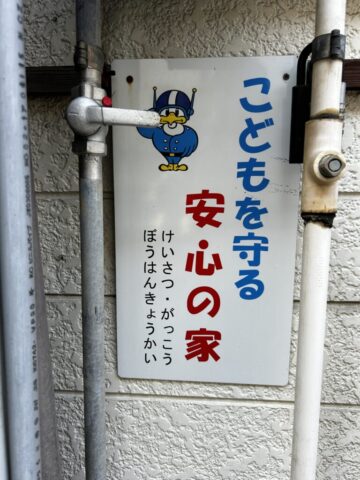 こどもを守る
安心の家
けいさつ・がっこう
ぼうはんきょうかい